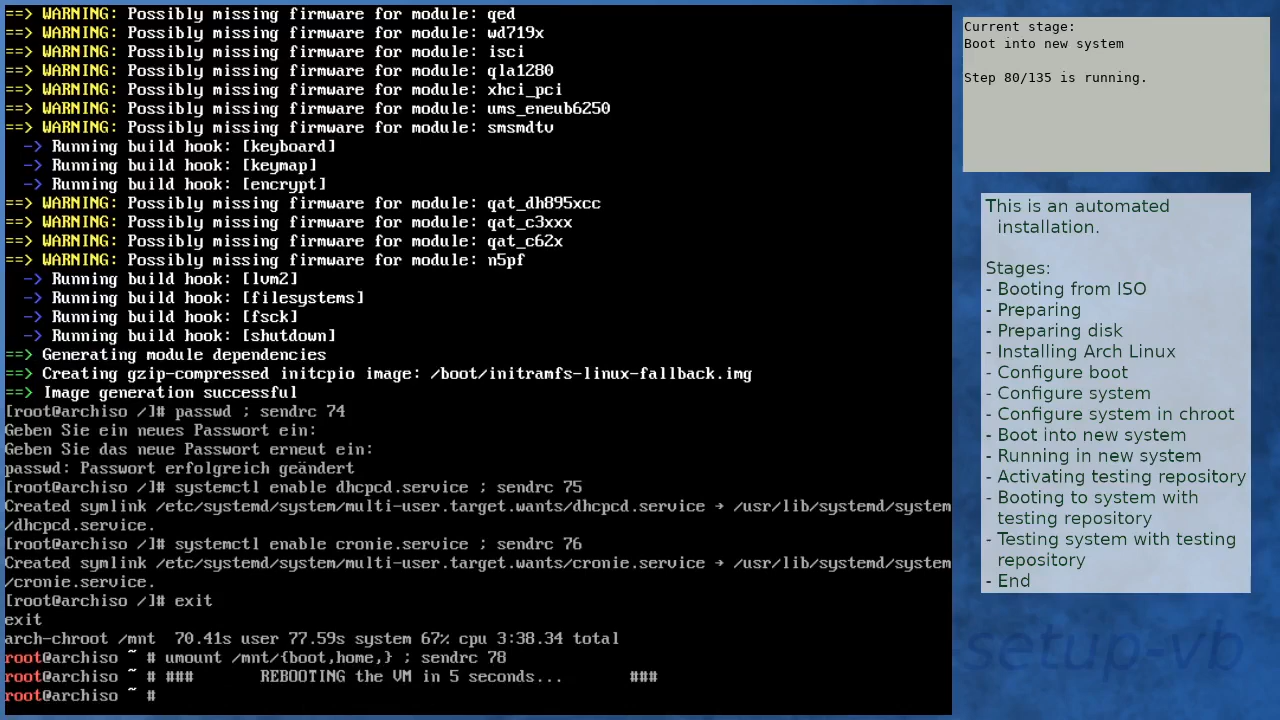 ==> WARNING: Possibly missing firmware for module: qed
==> WARNING: Possibly missing firmware for module: wd719x
==> WARNING: Possibly missing firmware for module: isci
==> WARNING: Possibly missing firmware for module: qla1280
==> WARNING: Possibly missing firmware for module: xhci_pci
==> WARNING: Possibly missing firmware for module: ums_eneub6250
==> WARNING: Possibly missing firmware for module: smsmdtv
-> Running build hook: [keyboard]
-> Running build hook: [keymap]
-> Running build hook: [encrypt]
==> WARNING: Possibly missing firmware for module: qat_dh895xcc
==> WARNING: Possibly missing firmware for module: qat_c3xxx
==> WARNING: Possibly missing firmware for module: qat_c62x
==> WARNING: Possibly missing firmware for module: n5pf
-> Running build hook: [lvm2]
-> Running build hook: [filesystems]
-> Running build hook: [fsck]
-> Running build hook: [shutdown]
==> Generating module dependencies
==> Creating gzip-compressed initcpio image: /boot/initramfs-linux-fallback.img
==> Image generation successful
[root@archiso /]# passwd ; sendrc 74
Geben Sie ein neues Passwort ein:
Geben Sie das neue Passwort erneut ein:
passwd: Passwort erfolgreich geändert
[root@archiso /]# systemctl enable dhcpcd.service ; sendrc 75
Created symlink /etc/systemd/system/multi-user.target.wants/dhcpcd.service → /usr/lib/systemd/system
/dhcpcd.service.
[root@archiso /]# systemctl enable cronie.service ; sendrc 76
Created symlink /etc/systemd/system/multi-user.target.wants/cronie.service → /usr/lib/systemd/system
/cronie.service.
[root@archiso /]# exit
exit
arch-chroot /mnt  70.41s user 77.59s system 67% cpu 3:38.34 total
root@archiso ~ # umount /mnt/{boot,home,} ; sendrc 78
root@archiso ~ # ###       REBOOTING the VM in 5 seconds...       ###
root@archiso ~ #
Current stage:
Boot into new system
Step 80/135 is running.
This is an automated
installation.
Stages:
- Booting from ISO
- Preparing
- Preparing disk
- Installing Arch Linux
- Configure boot
- Configure system
- Configure system in chroot
- Boot into new system
- Running in new system
- Activating testing repository
- Booting to system with
testing repository
- Testing system with testing
repository
- End
setup-vb